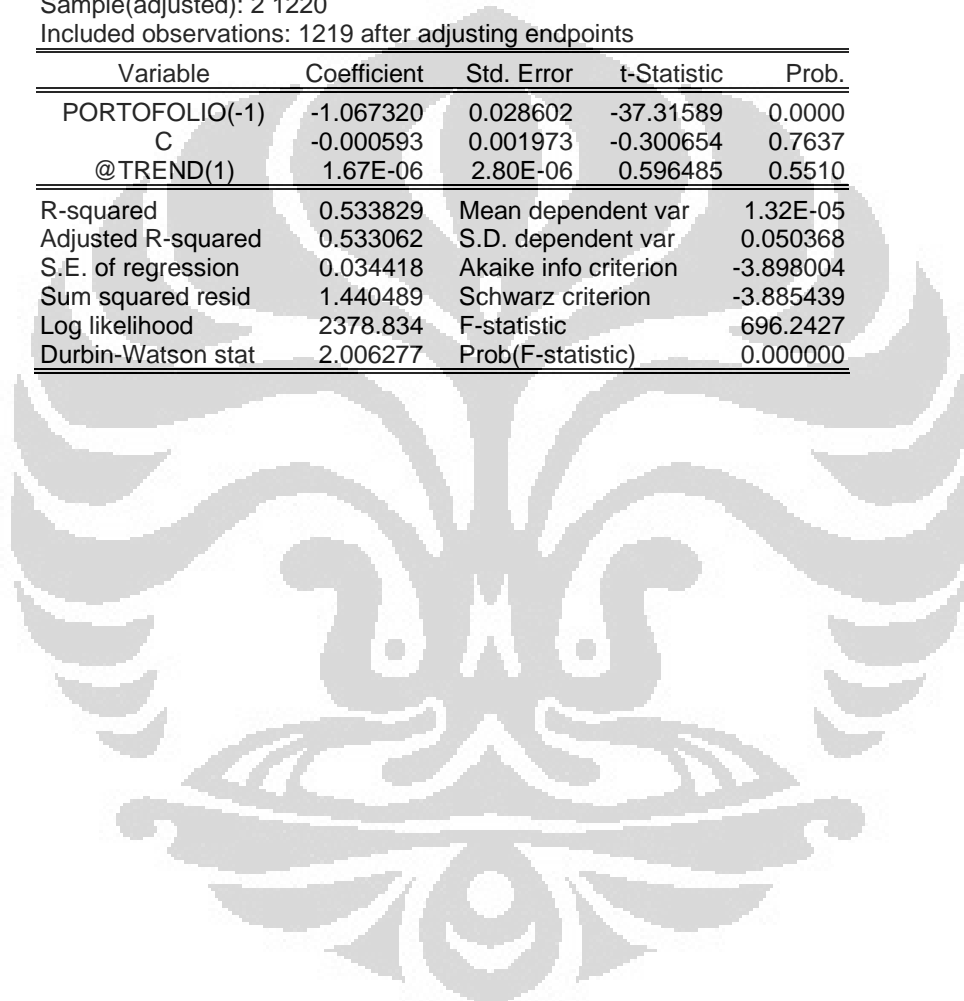 Sample(adjusted): 2 1220
Included observations: 1219 after adjusting endpoints
Variable Coefficient Std. Error t-Statistic Prob.
PORTOFOLIO(-1) -1.067320 0.028602 -37.31589 0.0000
C -0.000593 0.001973 -0.300654 0.7637
@TREND(1) 1.67E-06 2.80E-06 0.596485 0.5510
R-squared 0.533829 Mean dependent var 1.32E-05
Adjusted R-squared 0.533062 S.D. dependent var 0.050368
S.E. of regression 0.034418 Akaike info criterion -3.898004
Sum squared resid 1.440489 Schwarz criterion -3.885439
Log likelihood 2378.834 F-statistic 696.2427
Durbin-Watson stat 2.006277 Prob(F-statistic) 0.000000